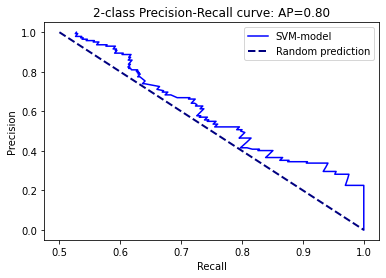 2-class Precision-Recall curve: AP=0.80
SVM-model
Random prediction
1.0
0.8
0.6
0.4
0.2
0.0
Precision
0.5 0.6 0.7 0.8 0.9 1.0
Recall